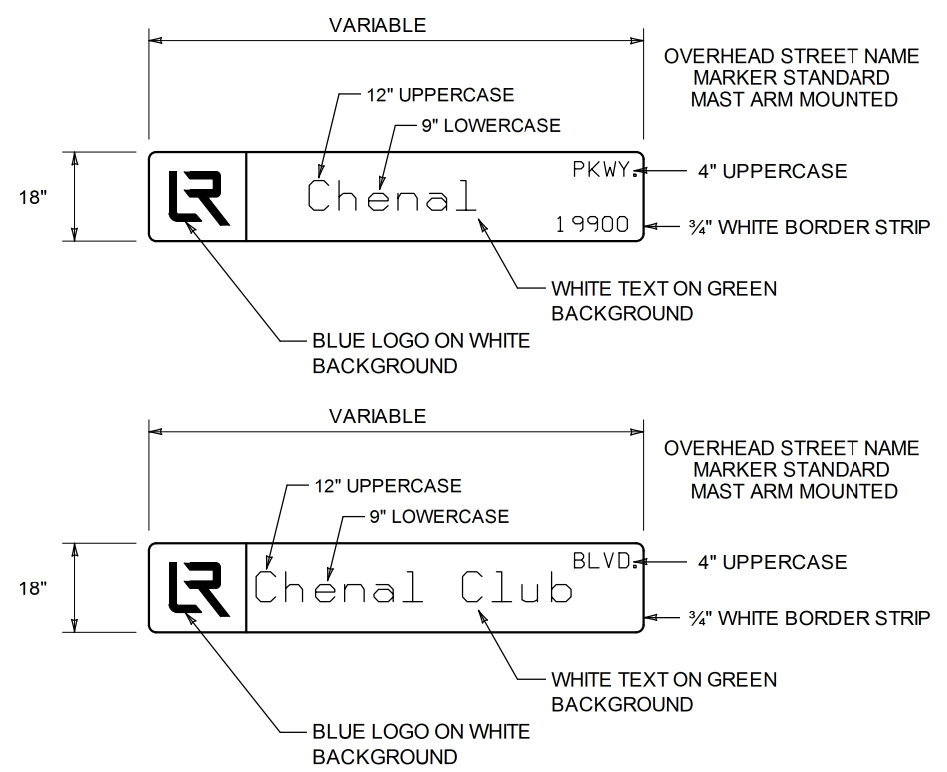 VARIABLE
OVERHEAD STREET NAME
MARKER STANDARD
MAST ARM MOUNTED
12" UPPERCASE
9" LOWERCASE
18"
LR
Chenal
PKWY.
19900
4" UPPERCASE
¾" WHITE BORDER STRIP
WHITE TEXT ON GREEN
BACKGROUND
BLUE LOGO ON WHITE
BACKGROUND
VARIABLE
OVERHEAD STREET NAME
MARKER STANDARD
MAST ARM MOUNTED
12" UPPERCASE
9" LOWERCASE
18"
LR
Chenal Club
BLVD.
4" UPPERCASE
¾" WHITE BORDER STRIP
WHITE TEXT ON GREEN
BACKGROUND
BLUE LOGO ON WHITE
BACKGROUND